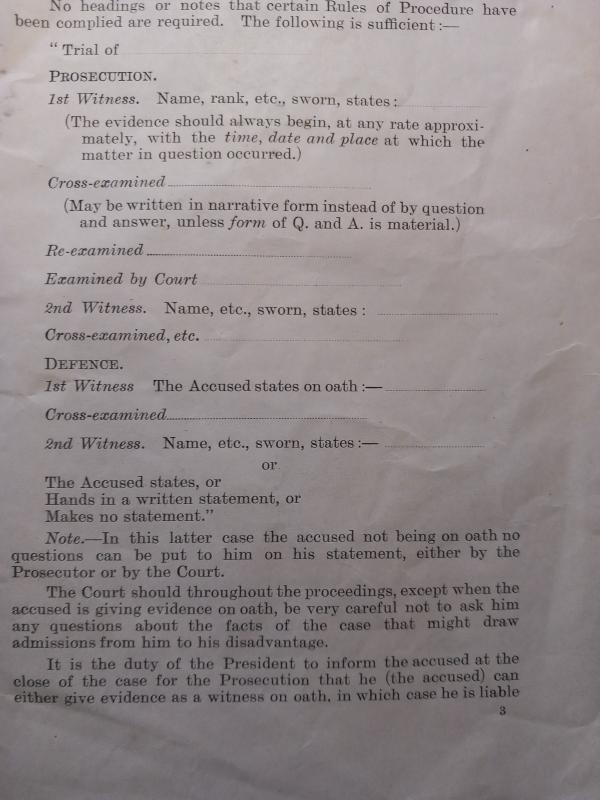 No headings or notes that certain Rules of Procedure have
been complied are required. The following is sufficient :—
“ Trial of
PROSECUTION.
1st Witness. Name, rank, etc., sworn, states :
(The evidence should always begin, at any rate approxi-
mately, with the time, date and place at which the
matter in question occurred.)
Cross-examined
(May be written in narrative form instead of by question
and answer, unless form of Q. and A. is material.)
Re-examined
Examined by Court
2nd Witness. Name, etc., sworn, states :
Cross-examined, etc.
DEFENCE.
1st Witness The Accused states on oath :—
Cross-examined
2nd Witness. Name, etc., sworn, states :—
or
The Accused states, or
Hands in a written statement, or
Makes no statement.”
Note.—In this latter case the accused not being on oath no
questions can be put to him on his statement, either by the
Prosecutor or by the Court.
The Court should throughout the proceedings, except when the
accused is giving evidence on oath, be very careful not to ask him
any questions about the facts of the case that might draw
admissions from him to his disadvantage.
It is the duty of the President to inform the accused at the
close of the case for the Prosecution that he (the accused) can
either give evidence as a witness on oath, in which case he is liable
3